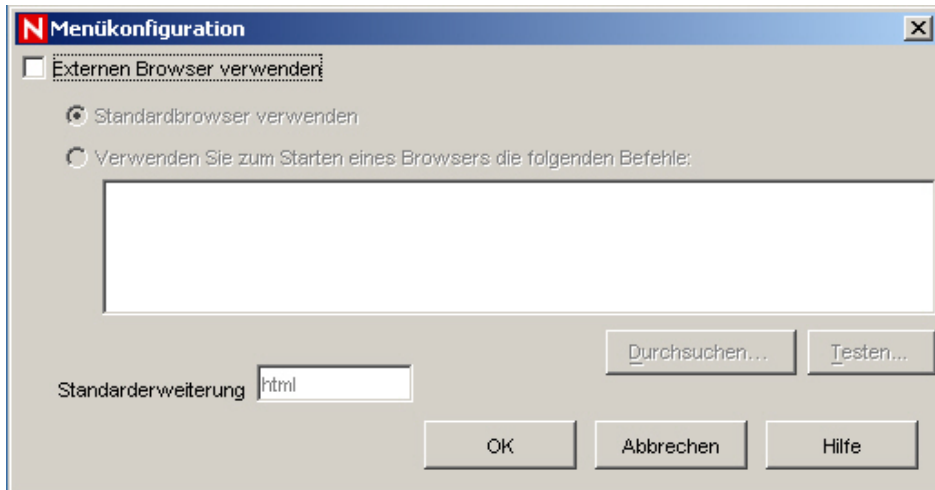 N Menükonfiguration
Externen Browser verwenden
Standardbrowser verwenden
Verwenden Sie zum Starten eines Browsers die folgenden Befehle:
Durchsuchen... Testen...
Standarderweiterung html
OK Abbrechen Hilfe